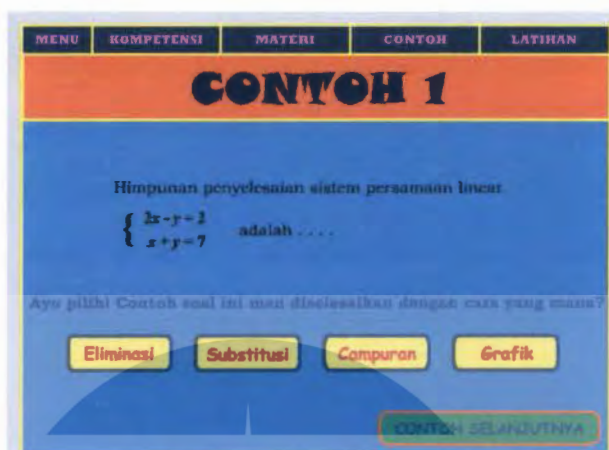 MENU KOMPETENSI MATERI CONTOH LATIHAN
CONTOH 1
Himpunan penyelesaian sistem persamaan linear
{ 2x - y = 2
x + y = 7 adalah . . . .
Ayo pilih! Contoh soal ini mau diselesaikan dengan cara yang mana?
Eliminasi Substitusi Campuran Grafik
CONTOH SELANJUTNYA